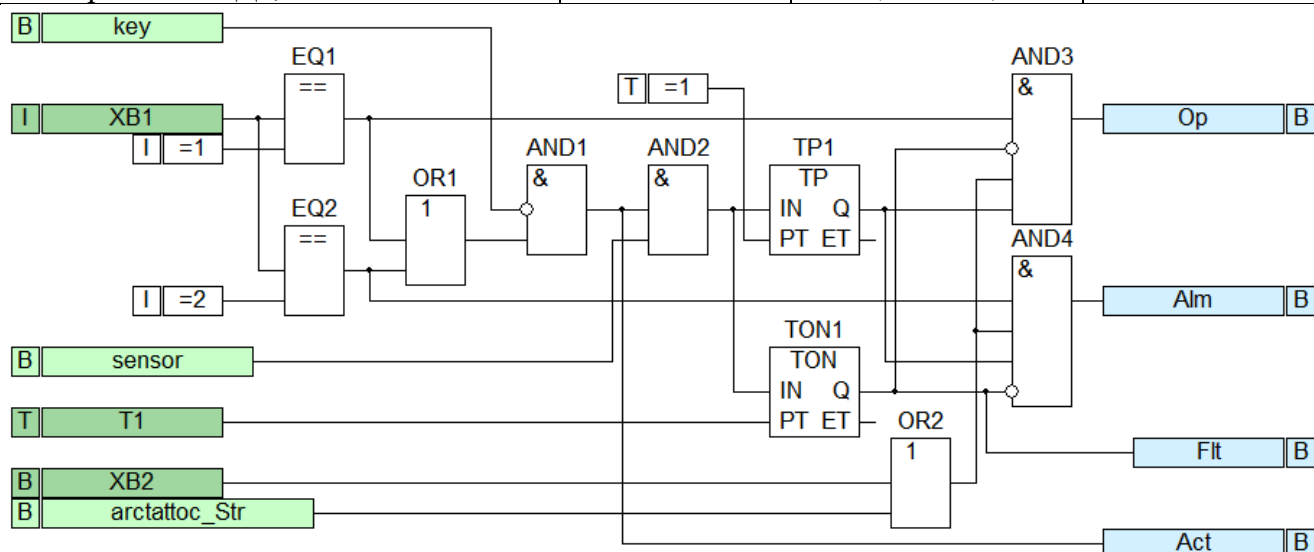 B key
EQ1
==
I XB1
I =1
EQ2
==
I =2
OR1
1
AND1
&
AND2
&
T =1
TP1
TP
IN Q
PT ET
AND3
&
Op B
AND4
&
Alm B
B sensor
TON1
TON
IN Q
PT ET
T T1
OR2
1
Flt B
B XB2
B arctattoc_Str
Act B